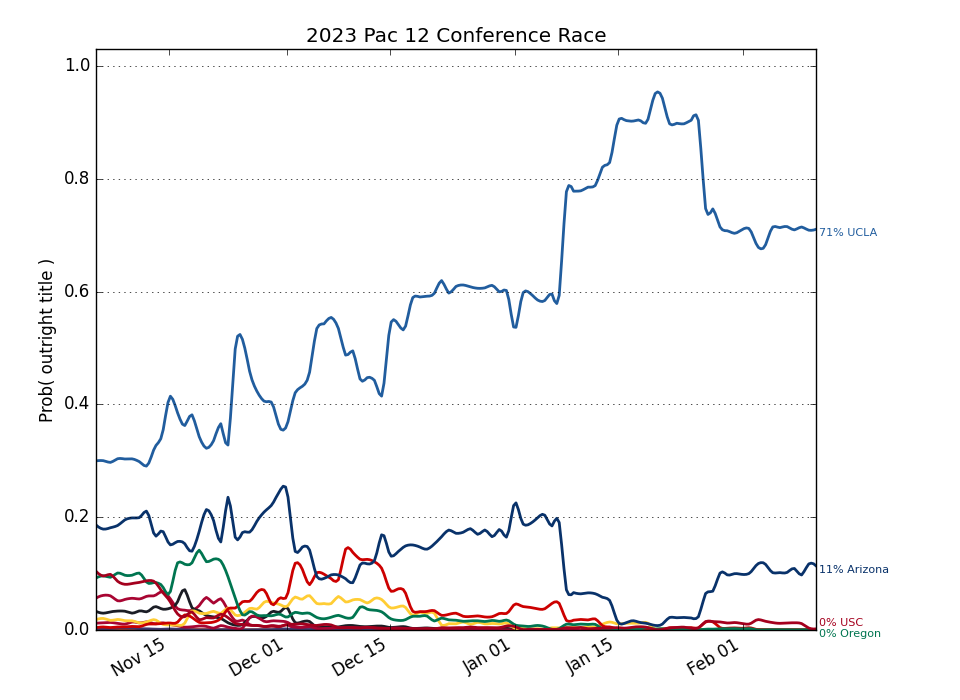 2023 Pac 12 Conference Race
Prob( outright title )
1.0
0.8
0.6
0.4
0.2
0.0
Nov 15
Dec 01
Dec 15
Jan 01
Jan 15
Feb 01
71% UCLA
11% Arizona
0% USC
0% Oregon